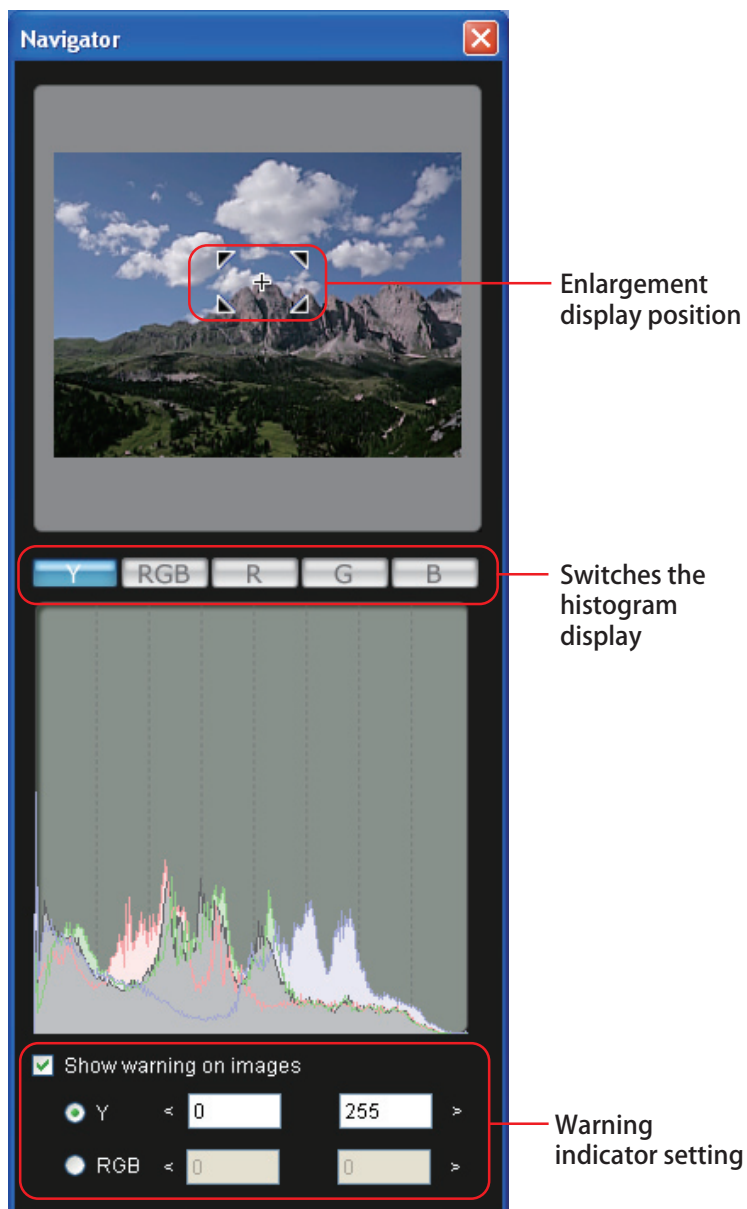 Navigator
Enlargement
display position
Y RGB R G B
Switches the
histogram
display
Show warning on images
Y < 0 255 >
RGB < 0 0 >
Warning
indicator setting